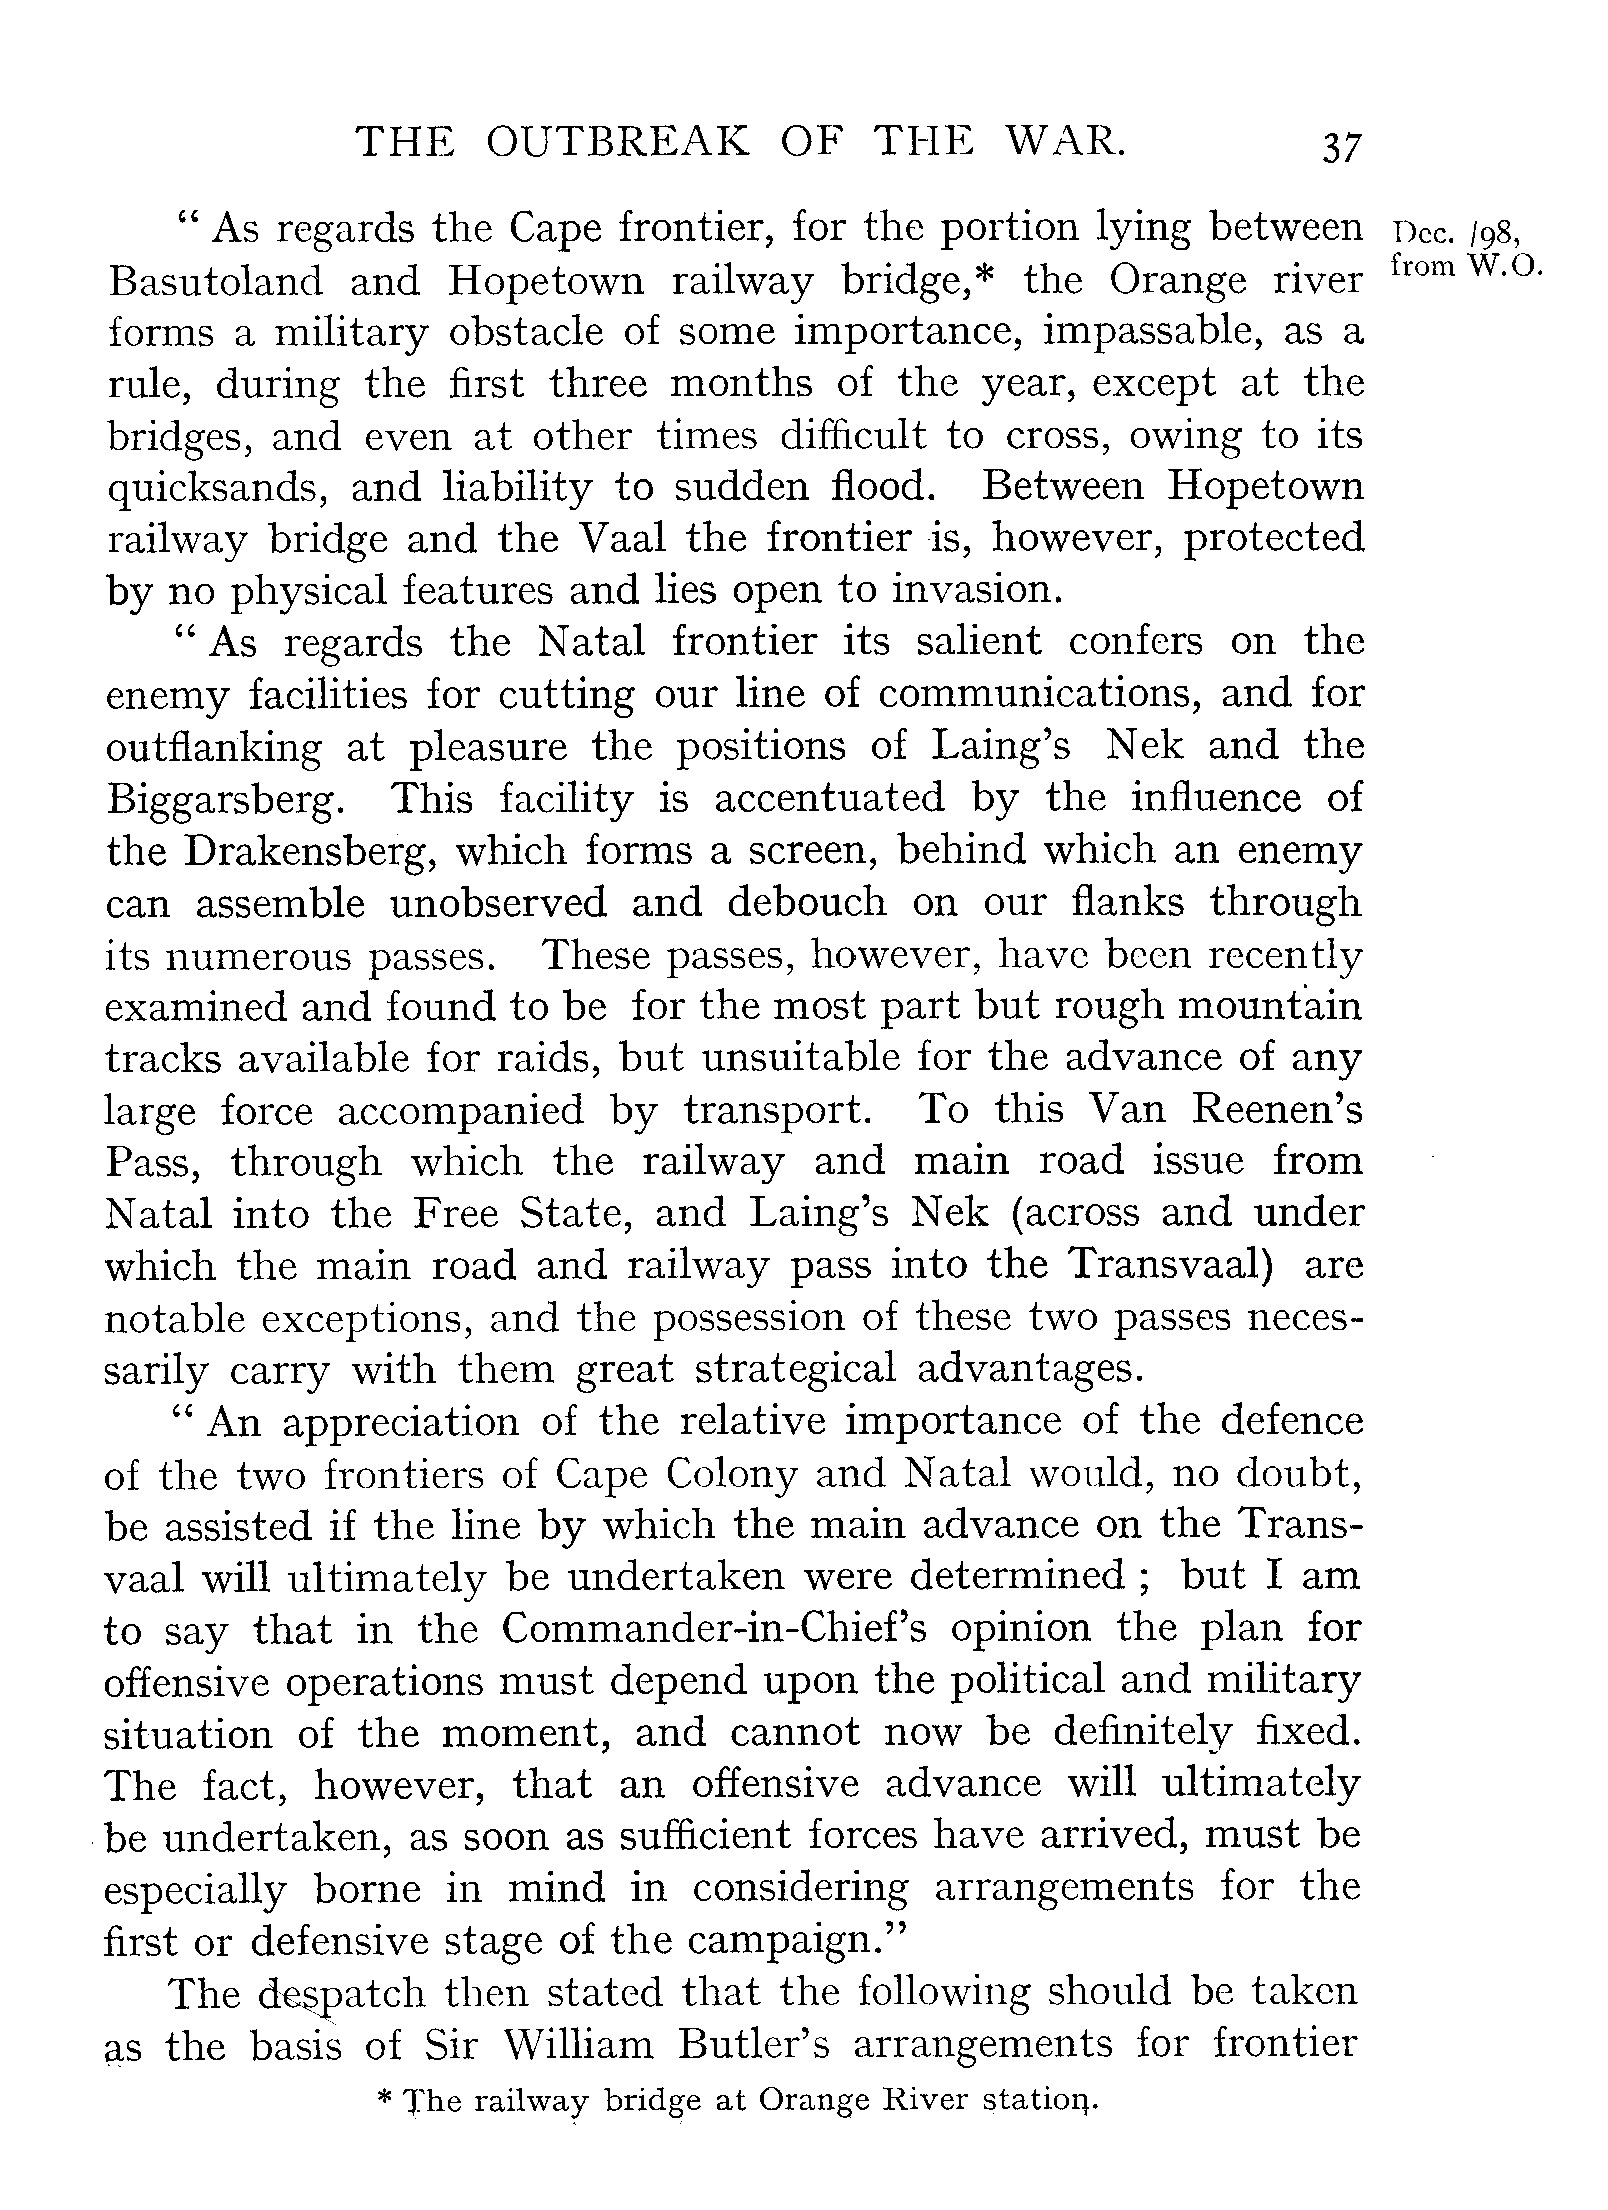 THE OUTBREAK OF THE WAR. 37
“ As regards the Cape frontier, for the portion lying between
Dec. /98,
from W.O.
Basutoland and Hopetown railway bridge,* the Orange river
forms a military obstacle of some importance, impassable, as a
rule, during the first three months of the year, except at the
bridges, and even at other times difficult to cross, owing to its
quicksands, and liability to sudden flood. Between Hopetown
railway bridge and the Vaal the frontier is, however, protected
by no physical features and lies open to invasion.
“ As regards the Natal frontier its salient confers on the
enemy facilities for cutting our line of communications, and for
outflanking at pleasure the positions of Laing’s Nek and the
Biggarsberg. This facility is accentuated by the influence of
the Drakensberg, which forms a screen, behind which an enemy
can assemble unobserved and debouch on our flanks through
its numerous passes. These passes, however, have been recently
examined and found to be for the most part but rough mountain
tracks available for raids, but unsuitable for the advance of any
large force accompanied by transport. To this Van Reenen’s
Pass, through which the railway and main road issue from
Natal into the Free State, and Laing’s Nek (across and under
which the main road and railway pass into the Transvaal) are
notable exceptions, and the possession of these two passes neces-
sarily carry with them great strategical advantages.
“ An appreciation of the relative importance of the defence
of the two frontiers of Cape Colony and Natal would, no doubt,
be assisted if the line by which the main advance on the Trans-
vaal will ultimately be undertaken were determined ; but I am
to say that in the Commander-in-Chief’s opinion the plan for
offensive operations must depend upon the political and military
situation of the moment, and cannot now be definitely fixed.
The fact, however, that an offensive advance will ultimately
be undertaken, as soon as sufficient forces have arrived, must be
especially borne in mind in considering arrangements for the
first or defensive stage of the campaign.”
The despatch then stated that the following should be taken
as the basis of Sir William Butler’s arrangements for frontier
* The railway bridge at Orange River station.